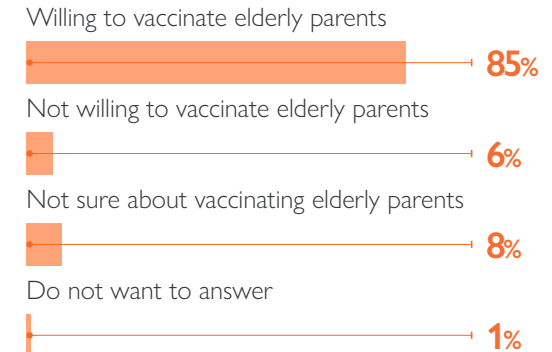 Willing to vaccinate elderly parents
85%
Not willing to vaccinate elderly parents
6%
Not sure about vaccinating elderly parents
8%
Do not want to answer
1%